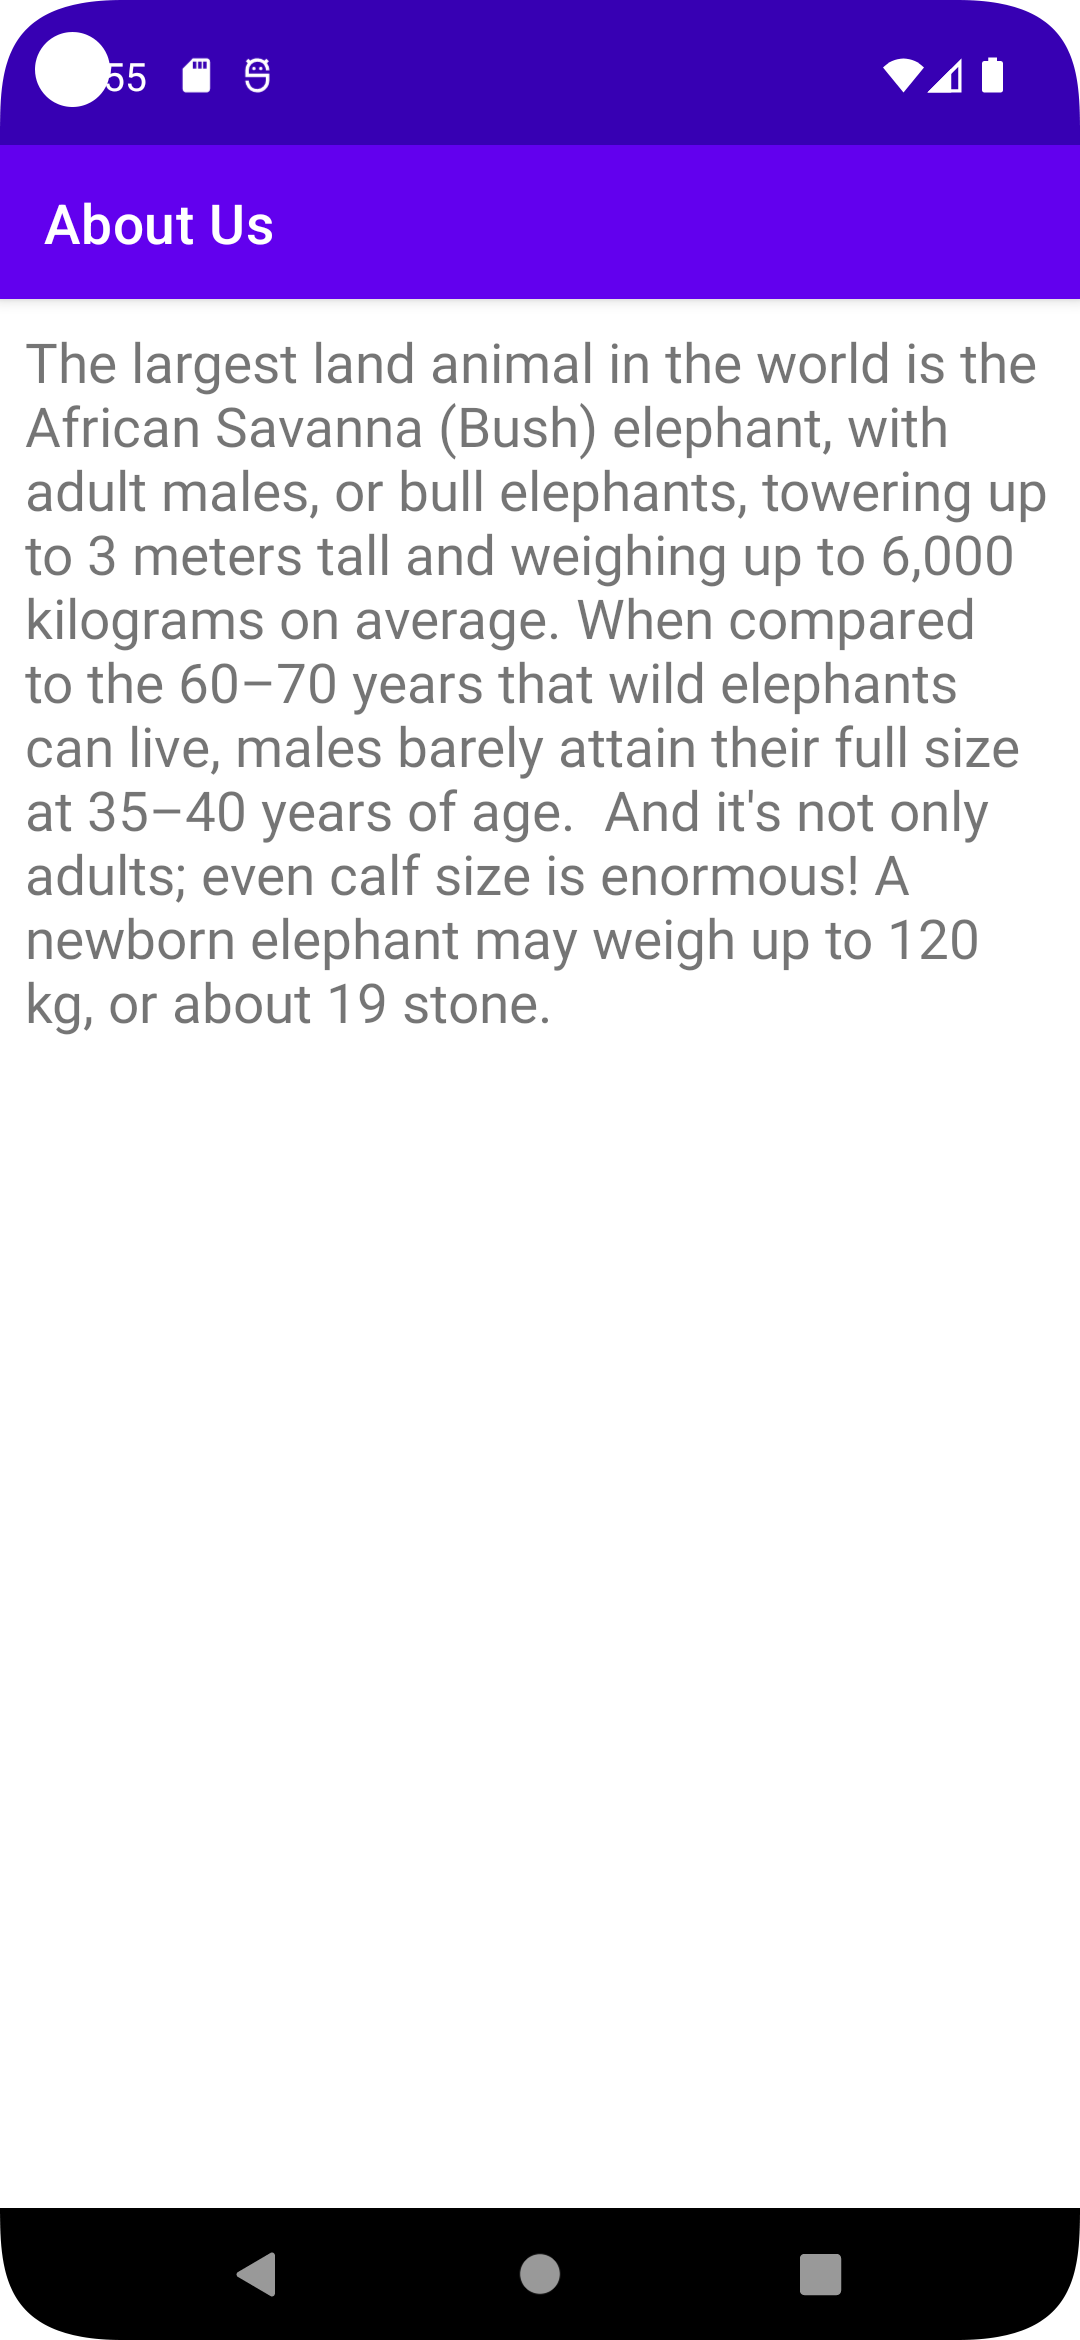 55
About Us
The largest land animal in the world is the
African Savanna (Bush) elephant, with
adult males, or bull elephants, towering up
to 3 meters tall and weighing up to 6,000
kilograms on average. When compared
to the 60–70 years that wild elephants
can live, males barely attain their full size
at 35–40 years of age.  And it's not only
adults; even calf size is enormous! A
newborn elephant may weigh up to 120
kg, or about 19 stone.